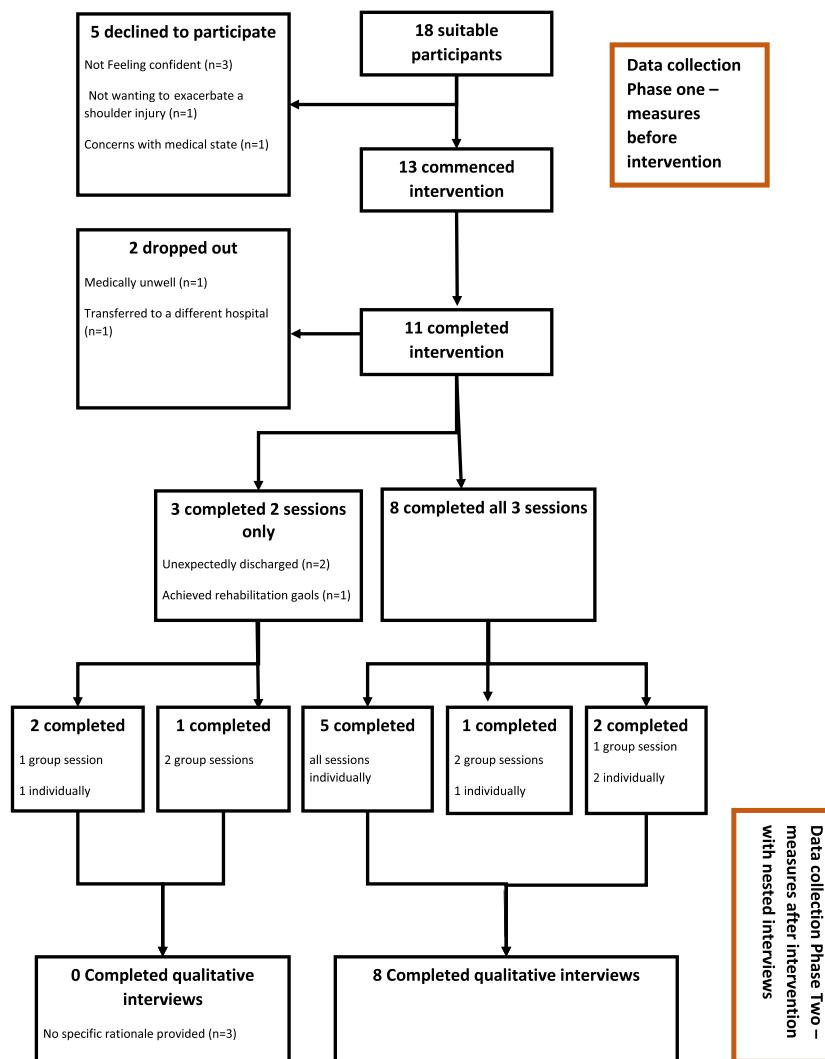 5 declined to participate
Not Feeling confident (n=3)
Not wanting to exacerbate a
shoulder injury (n=1)
Concerns with medical state (n=1)
18 suitable
participants
Data collection
Phase one –
measures
before
intervention
13 commenced
intervention
2 dropped out
Medically unwell (n=1)
Transferred to a different hospital
(n=1)
11 completed
intervention
3 completed 2 sessions
only
Unexpectedly discharged (n=2)
Achieved rehabilitation gaols (n=1)
8 completed all 3 sessions
2 completed
1 group session
1 individually
1 completed
2 group sessions
5 completed
all sessions
individually
1 completed
2 group sessions
1 individually
2 completed
1 group session
2 individually
Data collection Phase Two –
measures after intervention
with nested interviews
0 Completed qualitative
interviews
No specific rationale provided (n=3)
8 Completed qualitative interviews